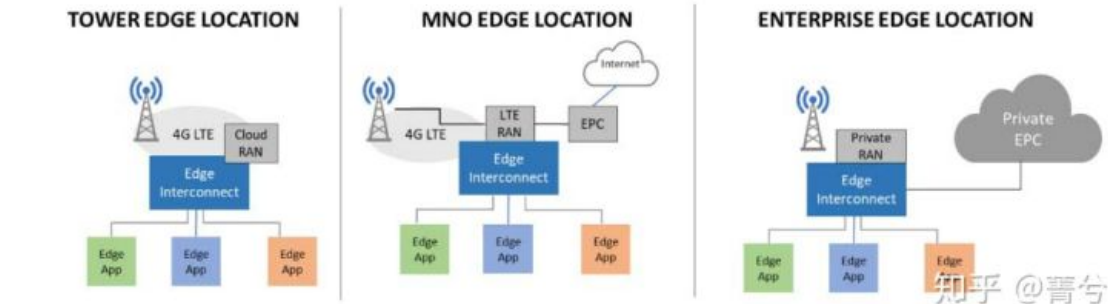 TOWER EDGE LOCATION
4G LTE
Cloud
RAN
Edge
Interconnect
Edge
App
Edge
App
Edge
App
MNO EDGE LOCATION
Internet
4G LTE
LTE
RAN
EPC
Edge
Interconnect
Edge
App
Edge
App
Edge
App
ENTERPRISE EDGE LOCATION
Private
RAN
Private
EPC
Edge
Interconnect
Edge
App
Edge
App
Edge
App
知乎 @菁兮